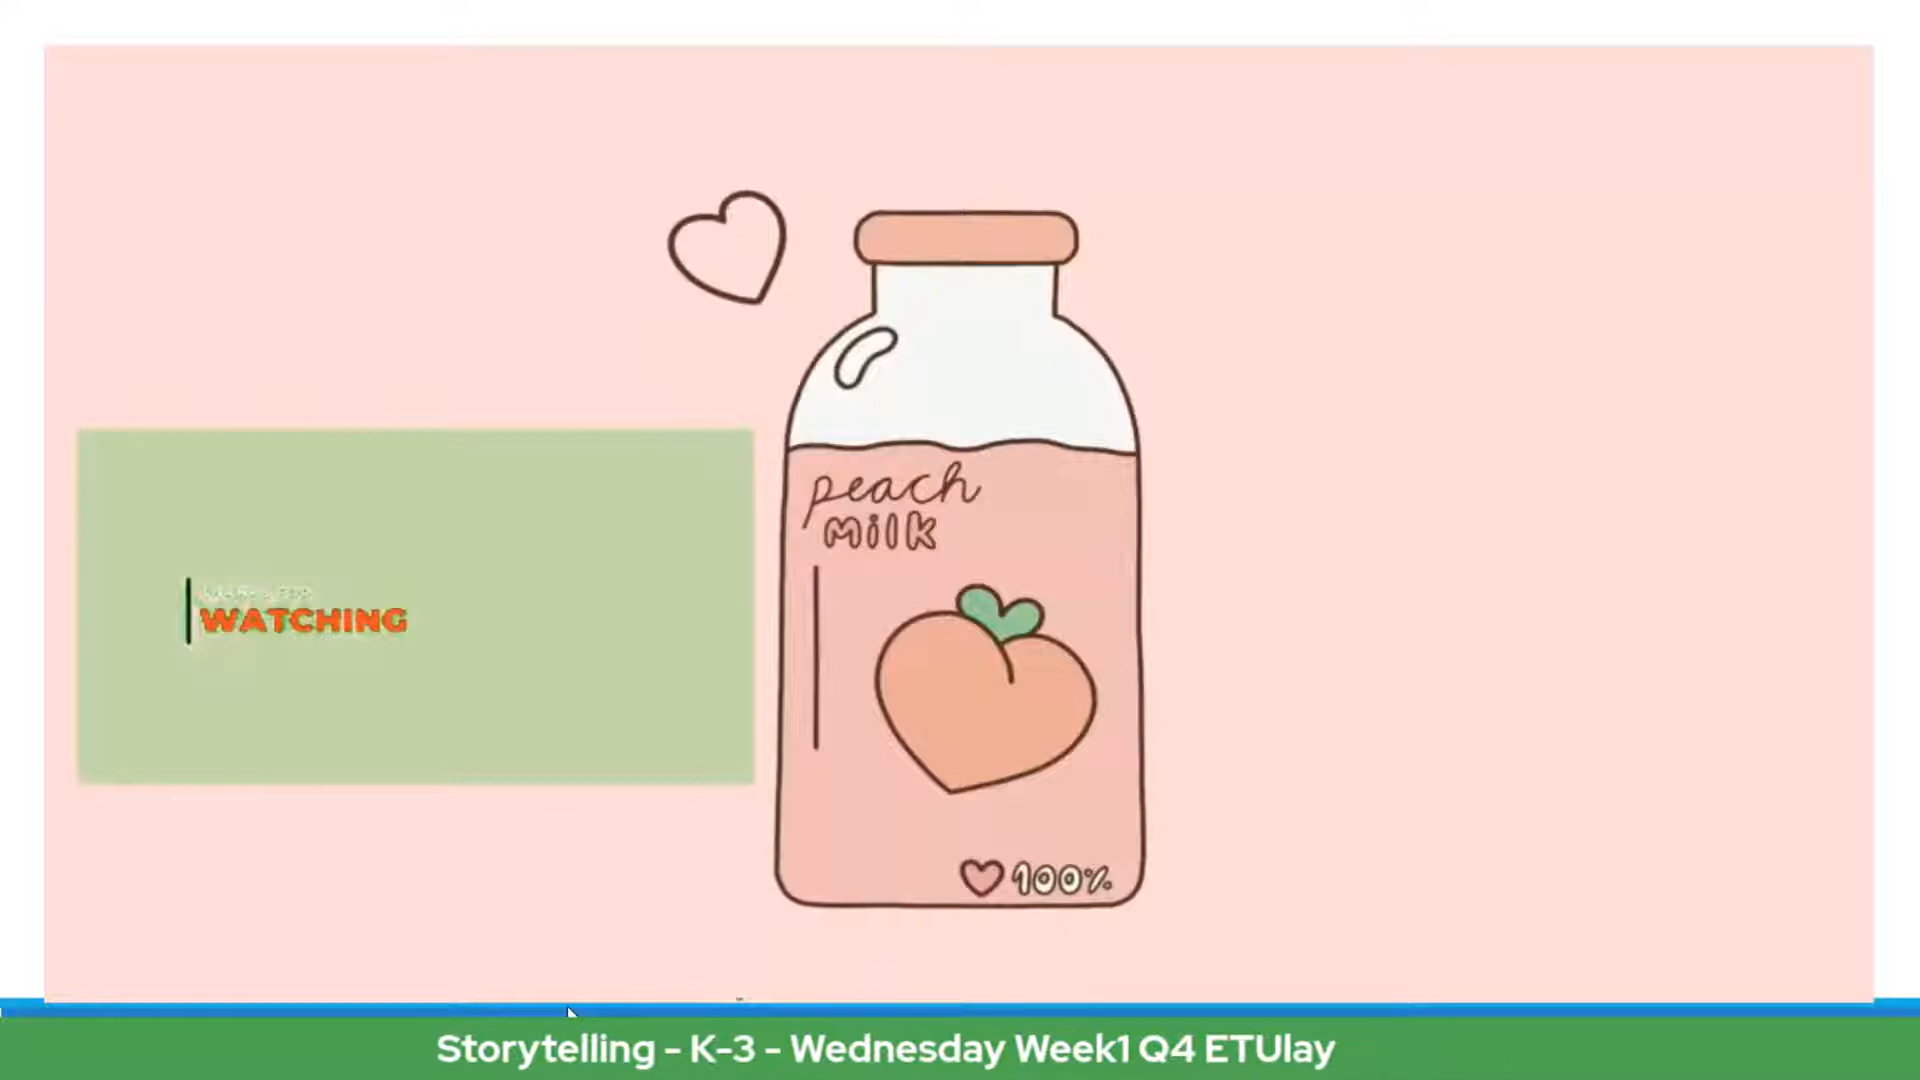 peach
milk
WATCHING
100%
Storytelling - K-3 - Wednesday Week1 Q4 ETUlay